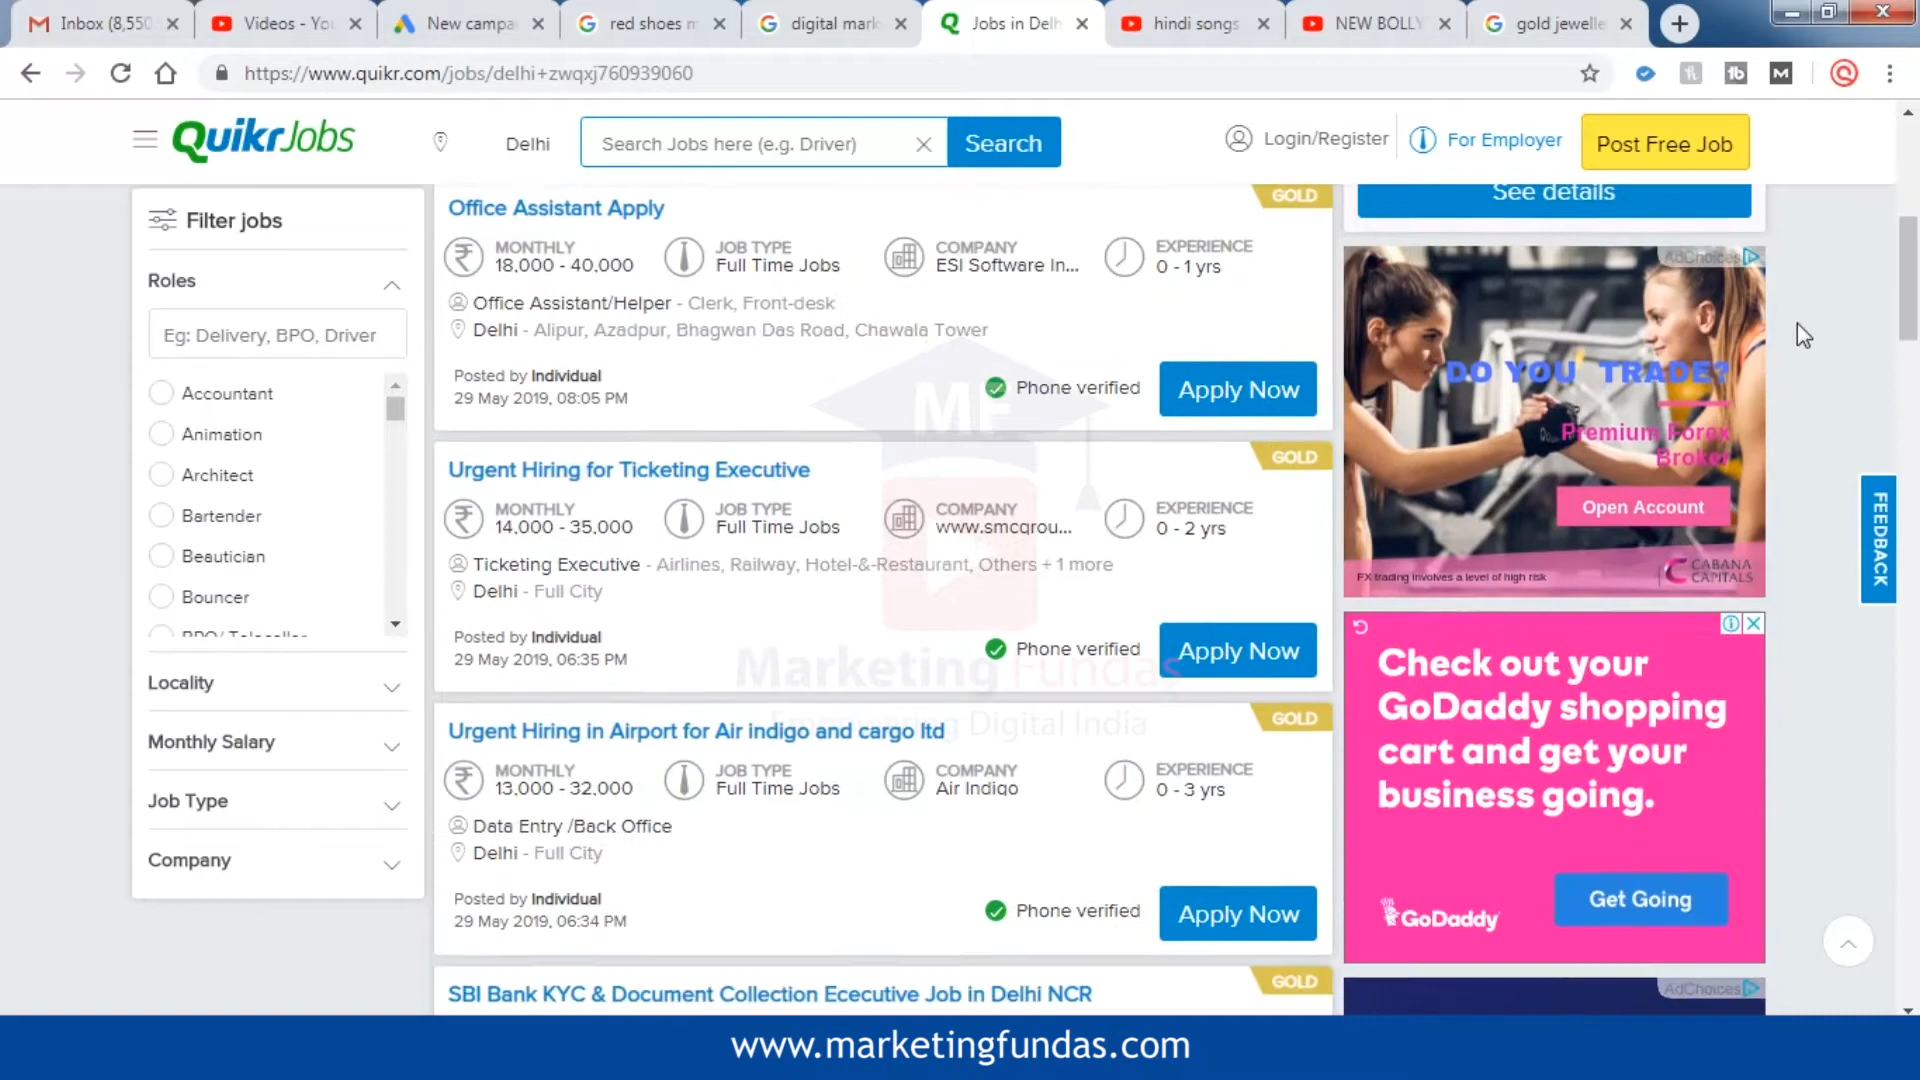 Inbox (8,550
Videos - You
New campa
red shoes m
digital mark
Jobs in Delh
hindi songs
NEW BOLLY
gold jewelle
https://www.quikr.com/jobs/delhi+zwqxj760939060
QuikrJobs
Delhi
Search Jobs here (e.g. Driver)
Search
Login/Register
For Employer
Post Free Job
Filter jobs
Roles
Eg: Delivery, BPO, Driver
Accountant
Animation
Architect
Bartender
Beautician
Bouncer
BPO/ Telecaller
Locality
Monthly Salary
Job Type
Company
Office Assistant Apply
GOLD
MONTHLY
18,000 - 40,000
JOB TYPE
Full Time Jobs
COMPANY
ESI Software In...
EXPERIENCE
0 - 1 yrs
Office Assistant/Helper - Clerk, Front-desk
Delhi - Alipur, Azadpur, Bhagwan Das Road, Chawala Tower
Posted by Individual
29 May 2019, 08:05 PM
Phone verified
Apply Now
Urgent Hiring for Ticketing Executive
GOLD
MONTHLY
14,000 - 35,000
JOB TYPE
Full Time Jobs
COMPANY
www.smcgrou...
EXPERIENCE
0 - 2 yrs
Ticketing Executive - Airlines, Railway, Hotel-&-Restaurant, Others + 1 more
Delhi - Full City
Posted by Individual
29 May 2019, 06:35 PM
Phone verified
Apply Now
Urgent Hiring in Airport for Air indigo and cargo ltd
GOLD
MONTHLY
13,000 - 32,000
JOB TYPE
Full Time Jobs
COMPANY
Air Indigo
EXPERIENCE
0 - 3 yrs
Data Entry /Back Office
Delhi - Full City
Posted by Individual
29 May 2019, 06:34 PM
Phone verified
Apply Now
SBI Bank KYC & Document Collection Ececutive Job in Delhi NCR
GOLD
MF
Marketing Fundas
Empowering Digital India
See details
AdChoices
DO YOU TRADE?
Premium Forex
Broker
Open Account
FX trading involves a level of high risk
CABANA
CAPITALS
Check out your
GoDaddy shopping
cart and get your
business going.
GoDaddy
Get Going
AdChoices
FEEDBACK
www.marketingfundas.com